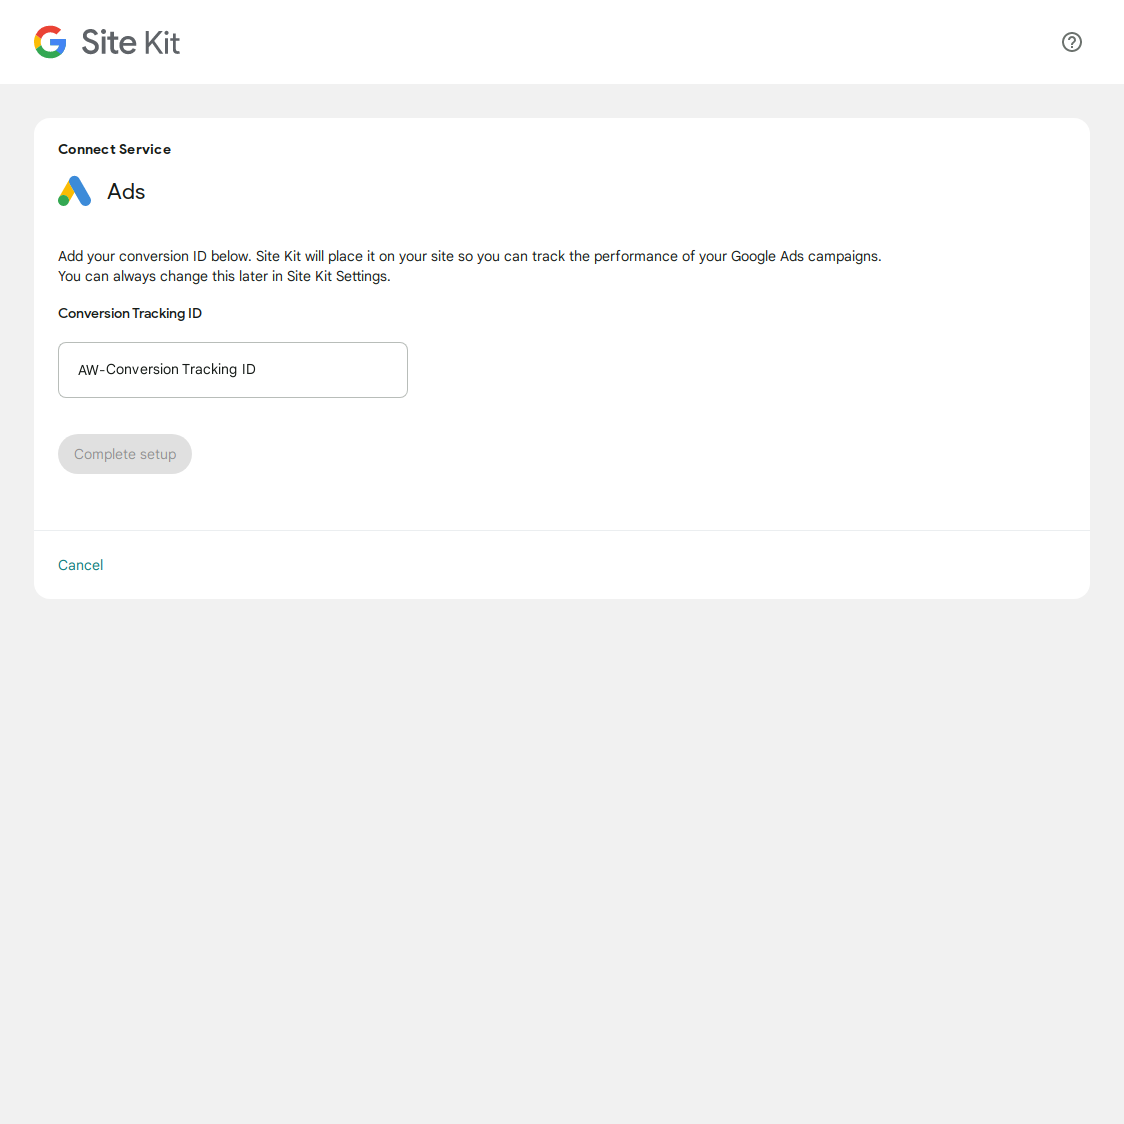 Site Kit
Connect Service
Ads
Add your conversion ID below. Site Kit will place it on your site so you can track the performance of your Google Ads campaigns.
You can always change this later in Site Kit Settings.
Conversion Tracking ID
AW-Conversion Tracking ID
Complete setup
Cancel